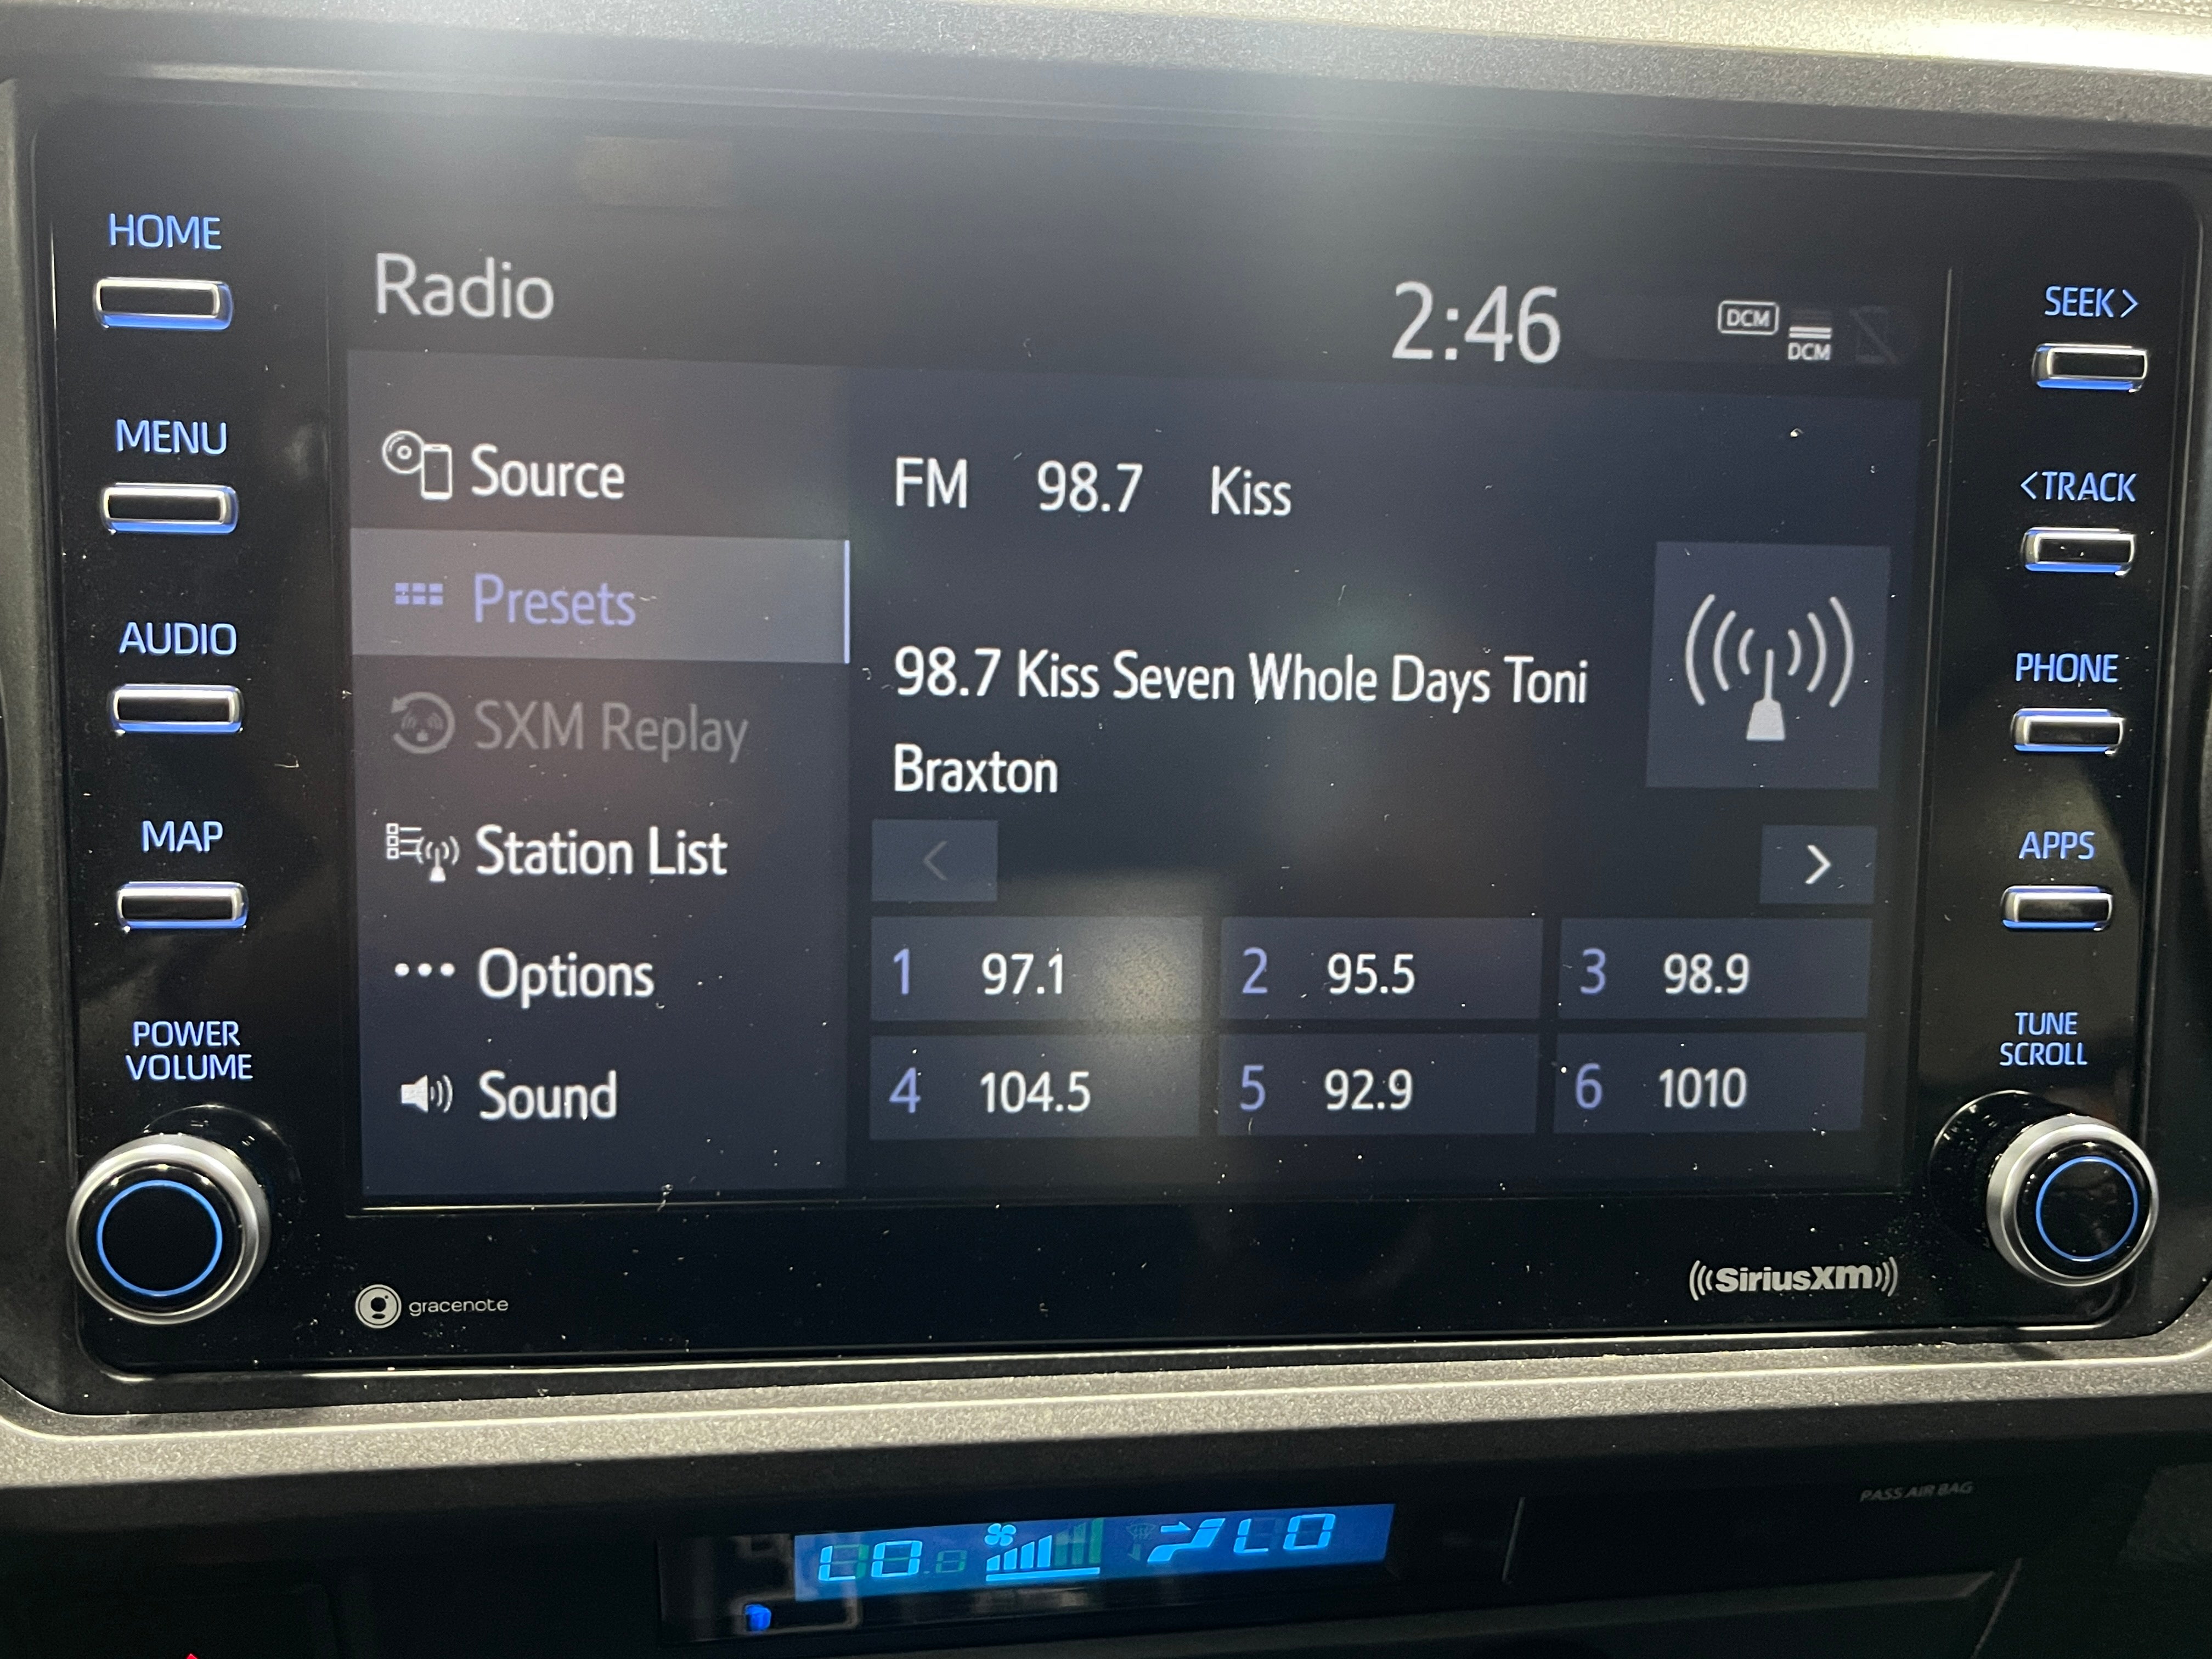 HOME
MENU
AUDIO
MAP
POWER
VOLUME
Radio
2:46
DCM
DCM
Source
Presets
SXM Replay
Station List
Options
Sound
FM 98.7 Kiss
98.7 Kiss Seven Whole Days Toni
Braxton
< >
1 97.1
2 95.5
3 98.9
4 104.5
5 92.9
6 1010
SEEK>
<TRACK
PHONE
APPS
TUNE
SCROLL
gracenote
((SiriusXM))
PASS AIR BAG
LO
LO